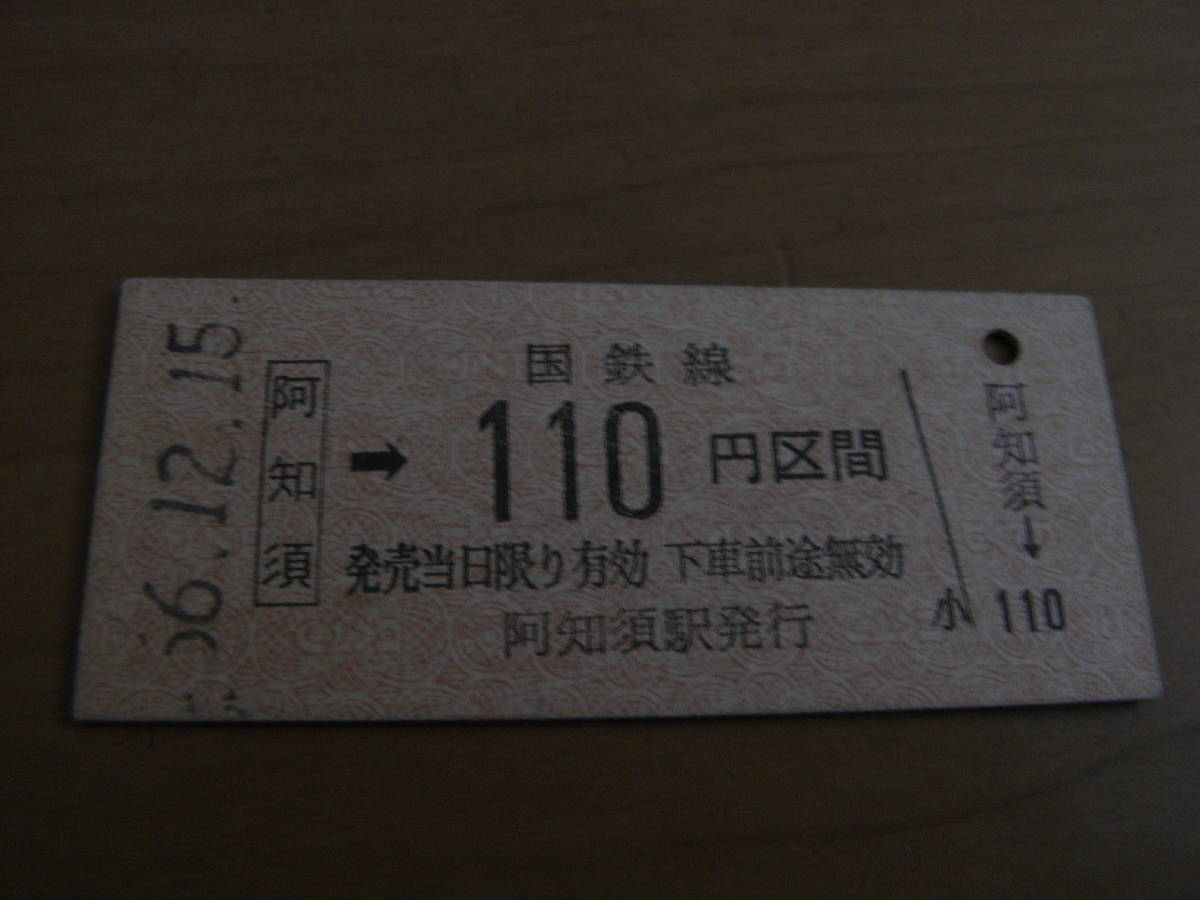 56.12.15
国鉄線
阿知須 → 110 円区間
発売当日限り有効 下車前途無効
阿知須駅発行
阿知須→110
小